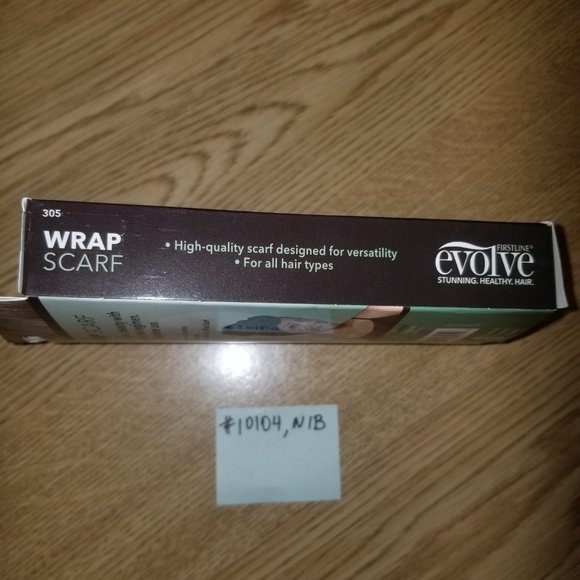 305
WRAP
SCARF
• High-quality scarf designed for versatility
• For all hair types
FIRSTLINE®
evolve
STUNNING. HEALTHY. HAIR.
SCARF
#10104, NIB